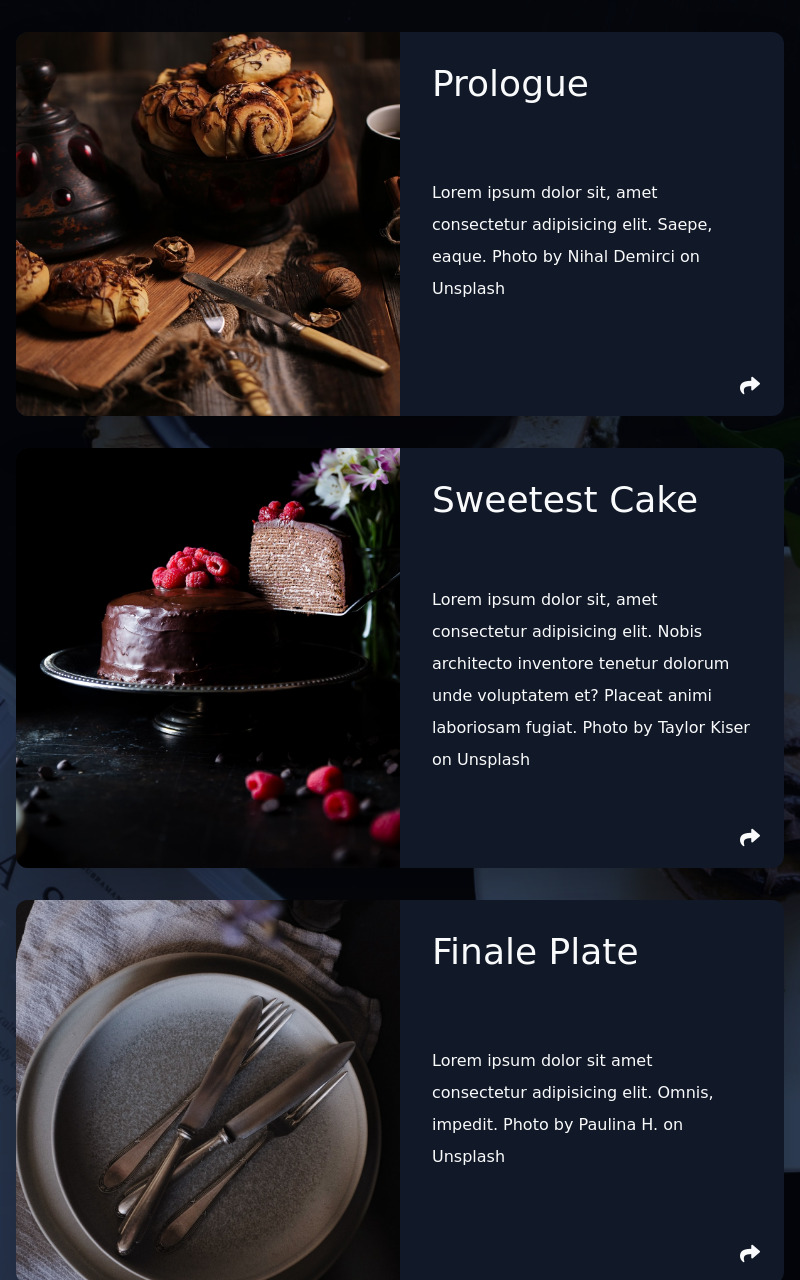 Prologue
Lorem ipsum dolor sit, amet
consectetur adipisicing elit. Saepe,
eaque. Photo by Nihal Demirci on
Unsplash
Sweetest Cake
Lorem ipsum dolor sit, amet
consectetur adipisicing elit. Nobis
architecto inventore tenetur dolorum
unde voluptatem et? Placeat animi
laboriosam fugiat. Photo by Taylor Kiser
on Unsplash
Finale Plate
Lorem ipsum dolor sit amet
consectetur adipisicing elit. Omnis,
impedit. Photo by Paulina H. on
Unsplash